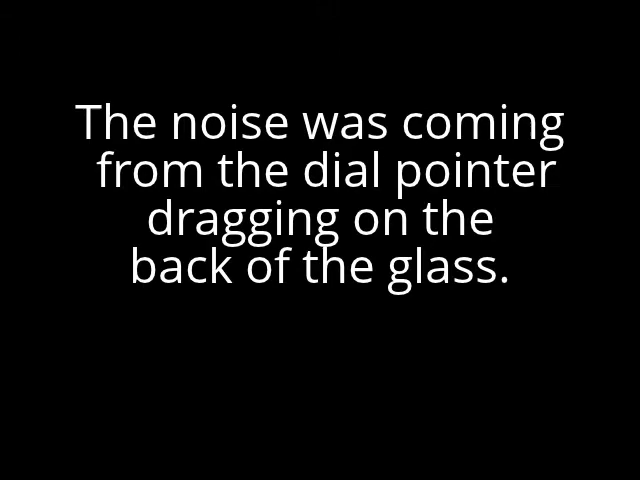 The noise was coming
from the dial pointer
dragging on the
back of the glass.